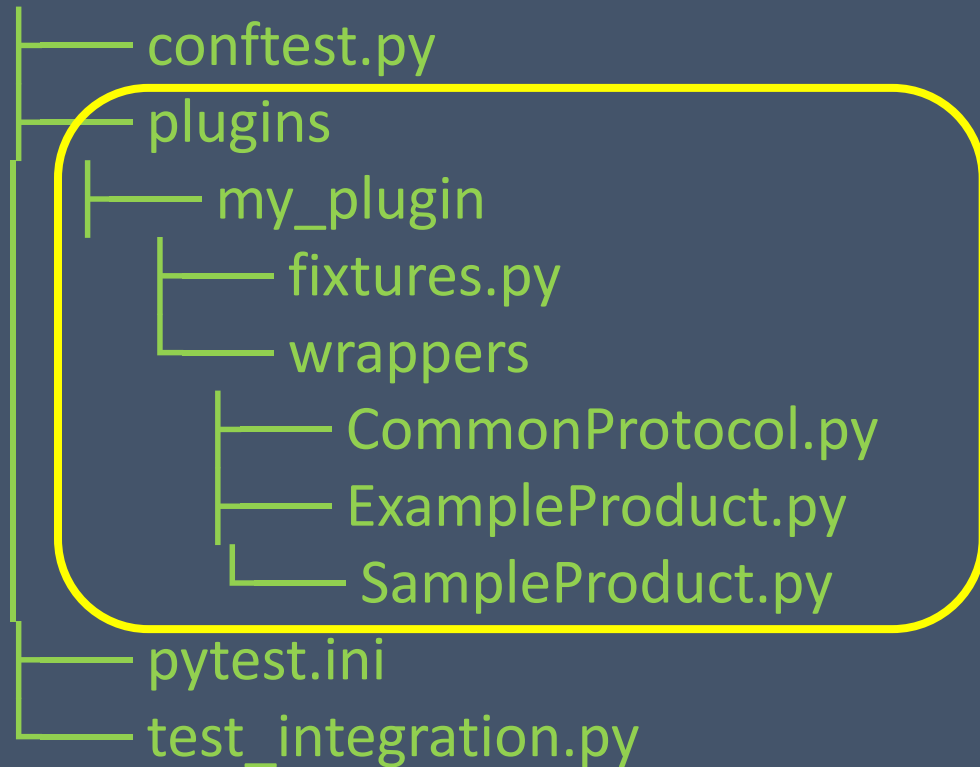 conftest.py
plugins
my_plugin
fixtures.py
wrappers
CommonProtocol.py
ExampleProduct.py
SampleProduct.py
pytest.ini
test_integration.py